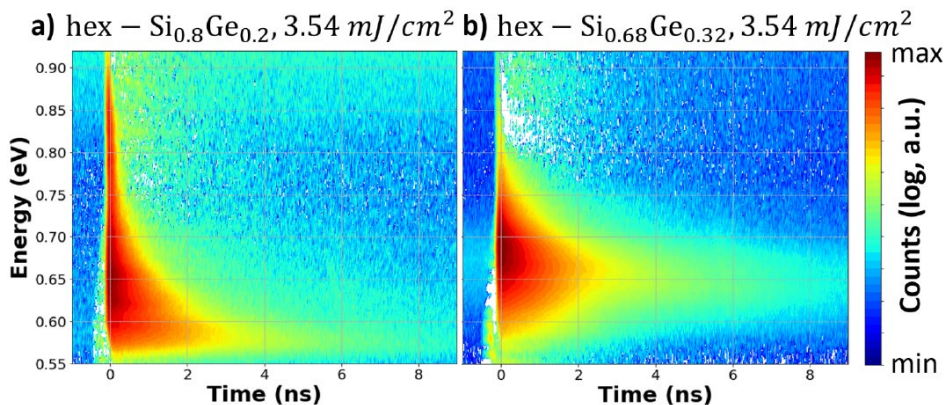 a) hex – Si₀.₈Ge₀.₂, 3.54 mJ/cm² b) hex – Si₀.₆₈Ge₀.₃₂, 3.54 mJ/cm²
Energy (eV)
0.90
0.85
0.80
0.75
0.70
0.65
0.60
0.55
0 2 4 6 8
Time (ns)
0 2 4 6 8
Time (ns)
max
Counts (log, a.u.)
min